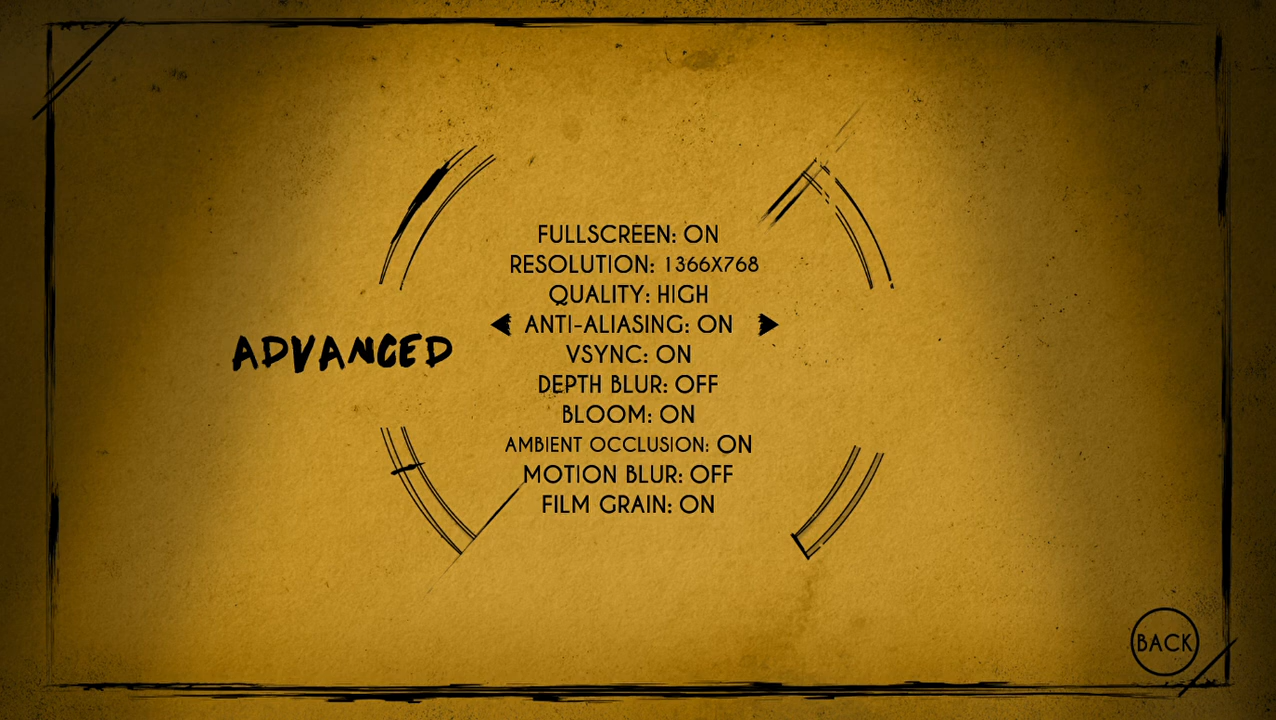 FULLSCREEN: ON
RESOLUTION: 1366X768
QUALITY: HIGH
ANTI-ALIASING: ON
ADVANCED
VSYNC: ON
DEPTH BLUR: OFF
BLOOM: ON
AMBIENT OCCLUSION: ON
MOTION BLUR: OFF
FILM GRAIN: ON
BACK